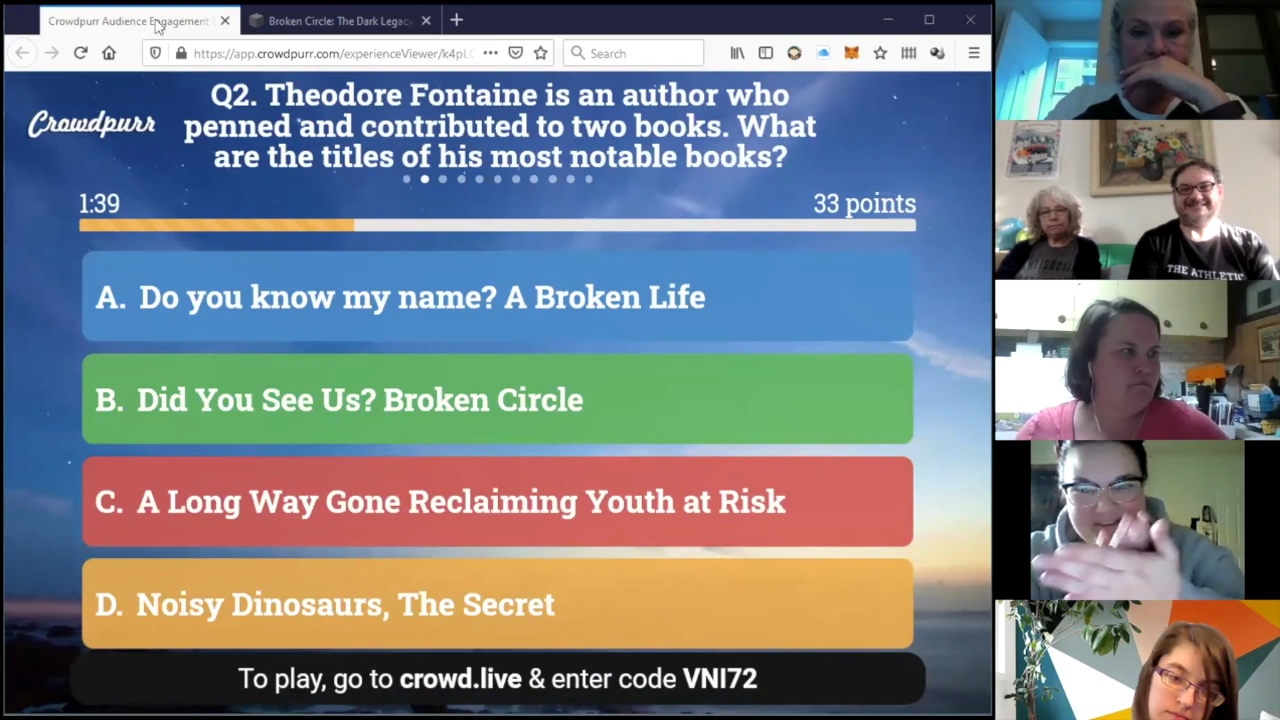 Crowdpurr Audience Engagement
Broken Circle: The Dark Legacy
https://app.crowdpurr.com/experienceViewer/k4pL
Search
Crowdpurr
Q2. Theodore Fontaine is an author who
penned and contributed to two books. What
are the titles of his most notable books?
1:39
33 points
A. Do you know my name? A Broken Life
B. Did You See Us? Broken Circle
C. A Long Way Gone Reclaiming Youth at Risk
D. Noisy Dinosaurs, The Secret
To play, go to crowd.live & enter code VNI72
THE ATHLETIC